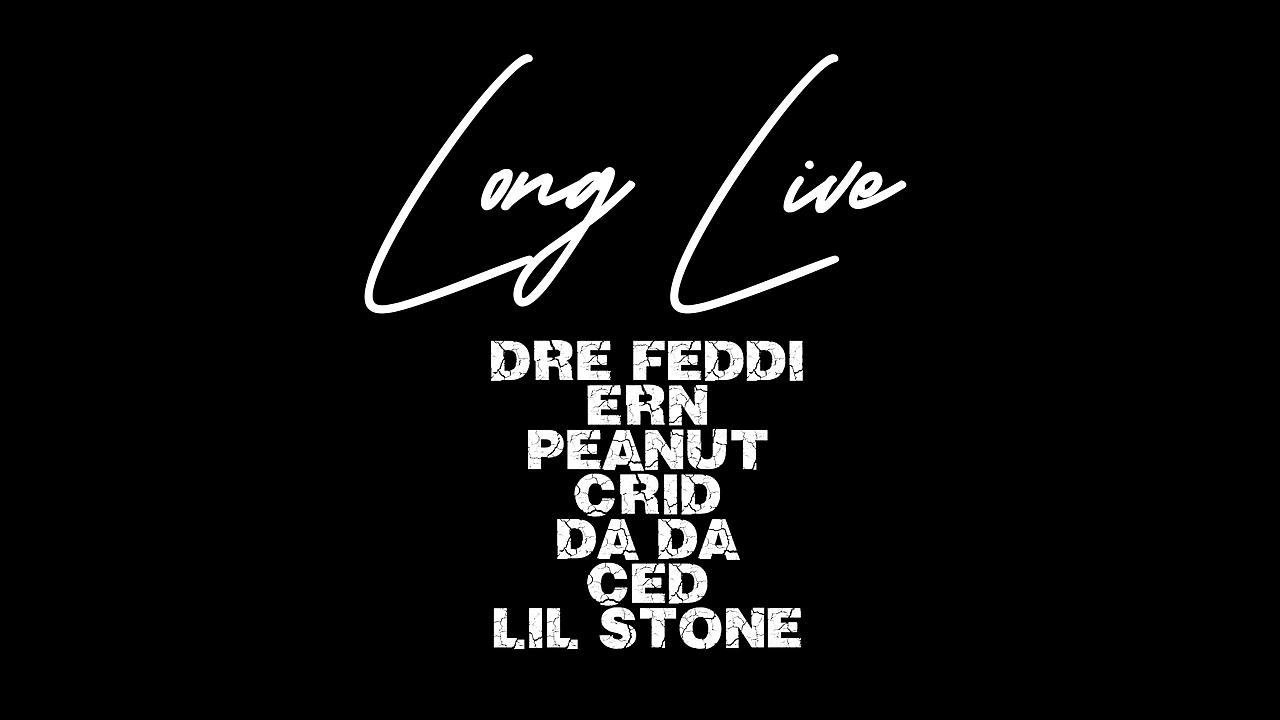 Long Live
DRE FEDDI
ERN
PEANUT
CRID
DA DA
CED
LIL STONE